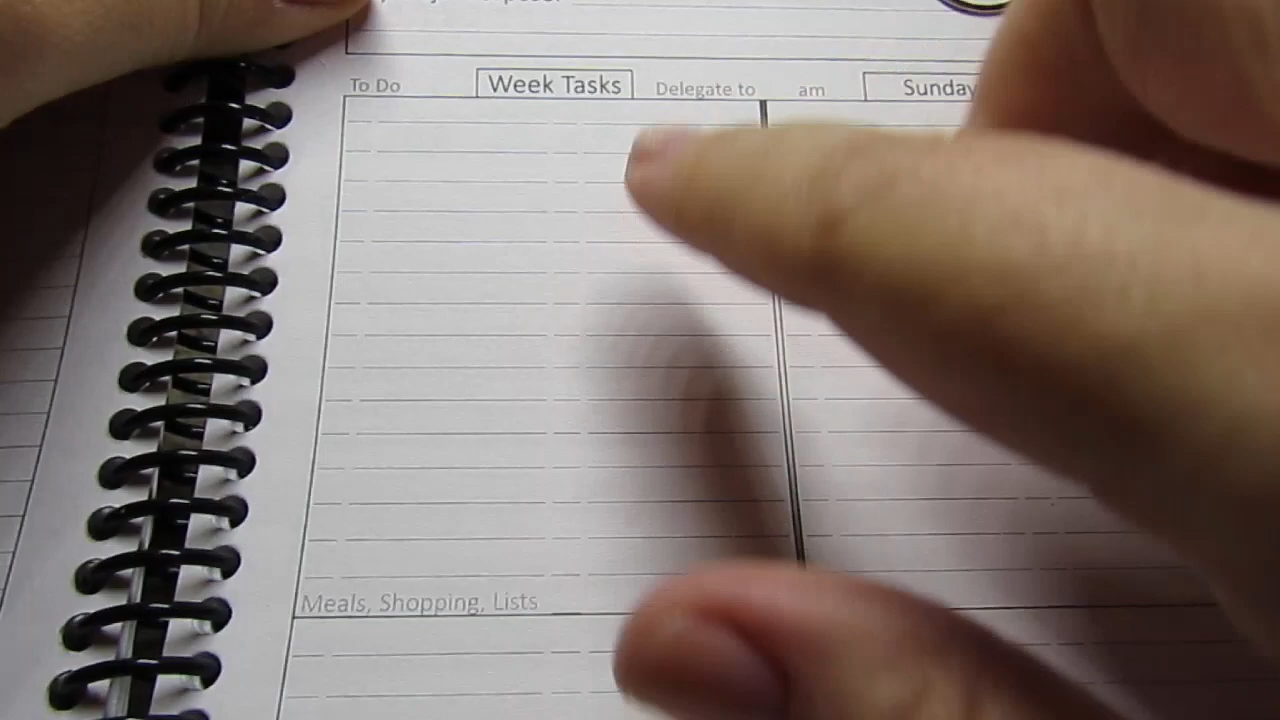 To Do Week Tasks Delegate to am Sunday
Meals, Shopping, Lists